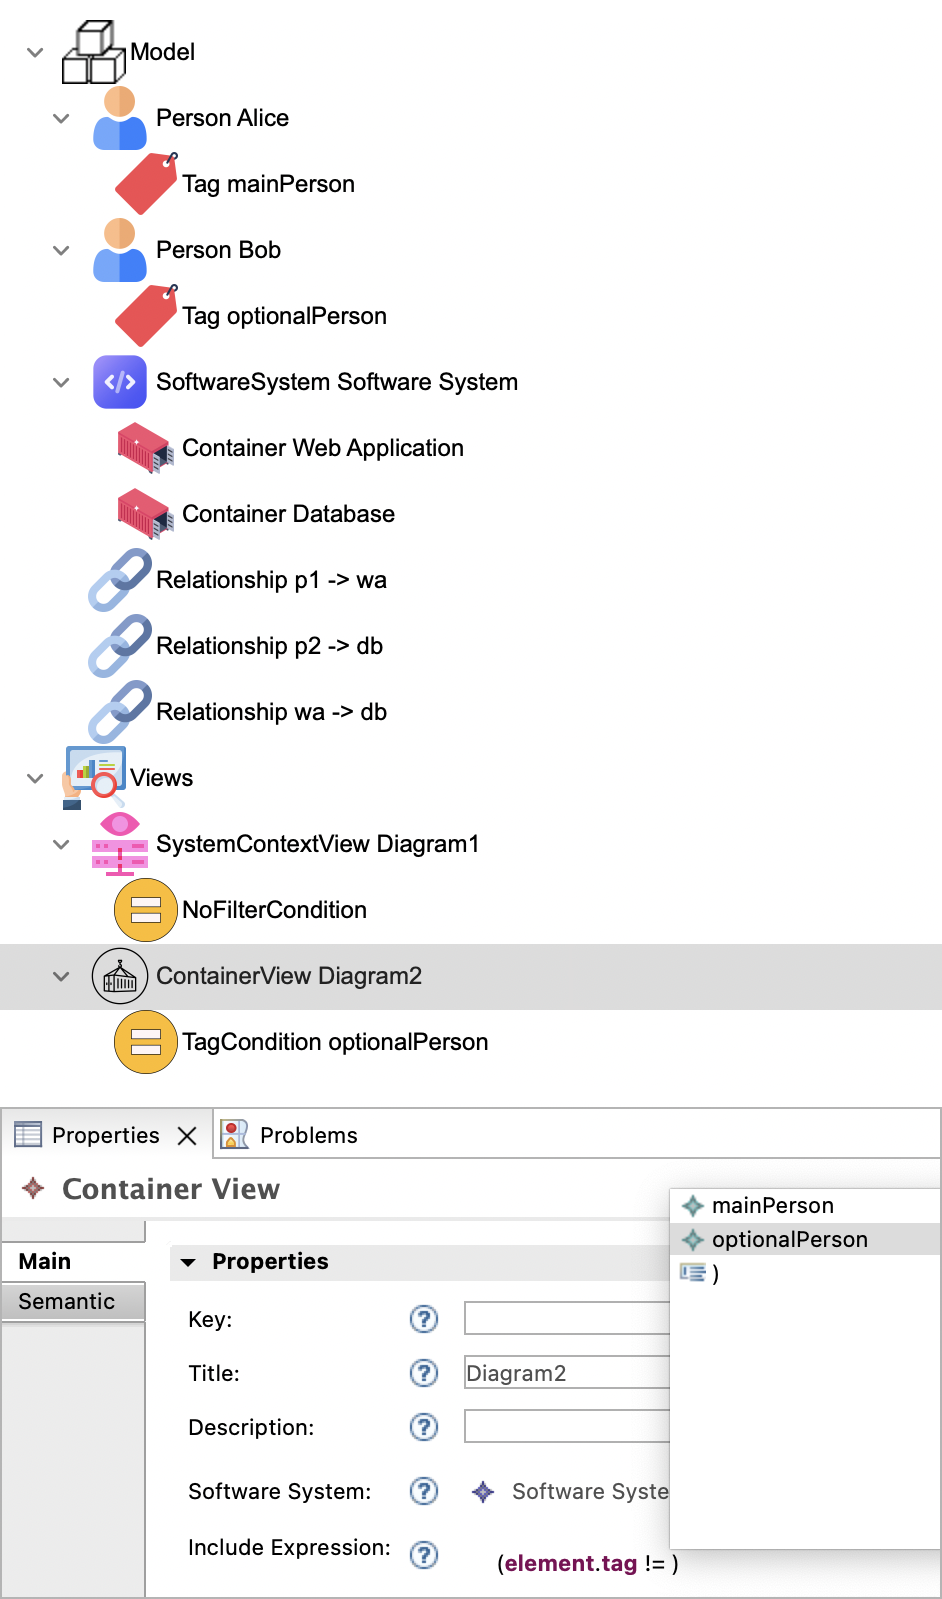 Model
Person Alice
Tag mainPerson
Person Bob
Tag optionalPerson
SoftwareSystem Software System
Container Web Application
Container Database
Relationship p1 -> wa
Relationship p2 -> db
Relationship wa -> db
Views
SystemContextView Diagram1
NoFilterCondition
ContainerView Diagram2
TagCondition optionalPerson
Properties Problems
Container View
mainPerson
optionalPerson
)
Main
Semantic
Properties
Key:
Title: Diagram2
Description:
Software System: Software Syste
Include Expression: (element.tag != )